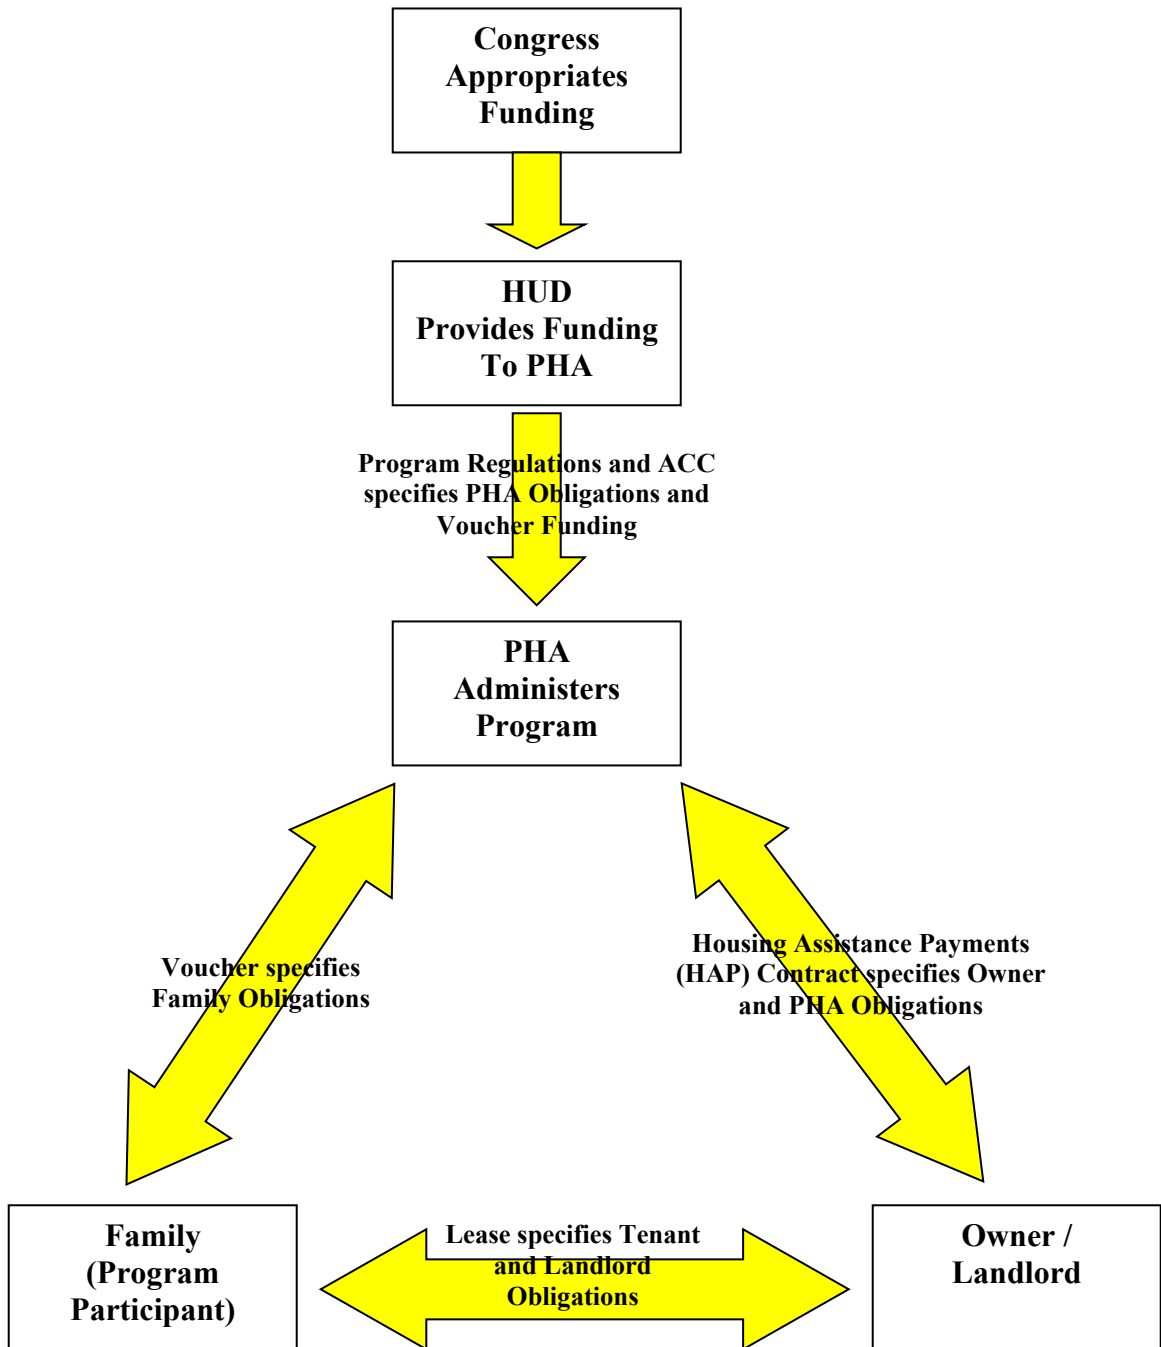 Congress
Appropriates
Funding
HUD
Provides Funding
To PHA
Program Regulations and ACC
specifies PHA Obligations and
Voucher Funding
PHA
Administers
Program
Voucher specifies
Family Obligations
Housing Assistance Payments
(HAP) Contract specifies Owner
and PHA Obligations
Family
(Program
Participant)
Lease specifies Tenant
and Landlord
Obligations
Owner /
Landlord